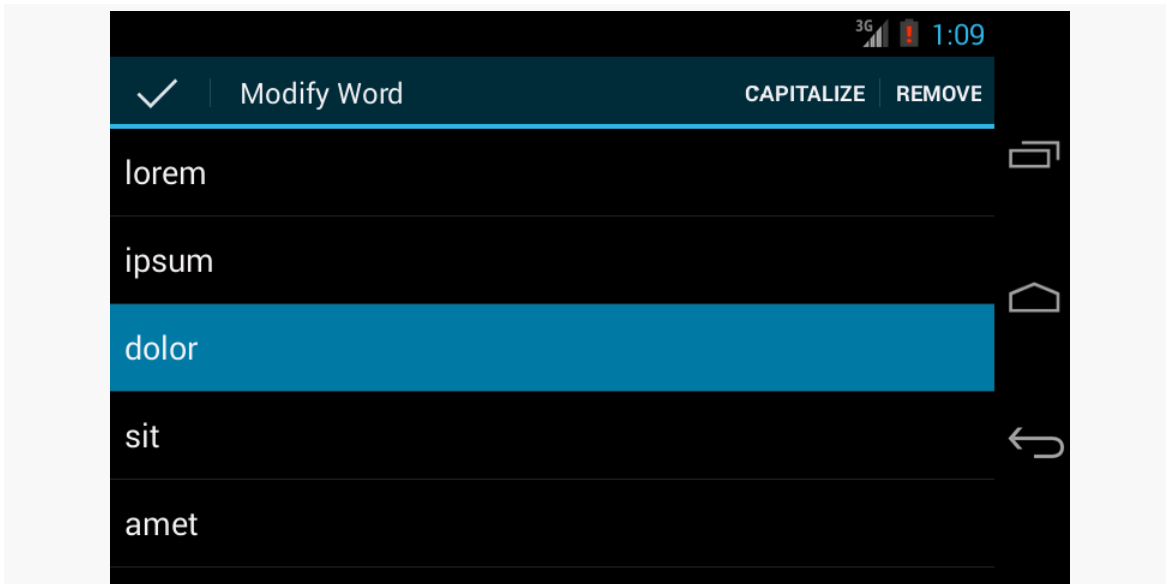 3G 1:09
Modify Word CAPITALIZE REMOVE
lorem
ipsum
dolor
sit
amet